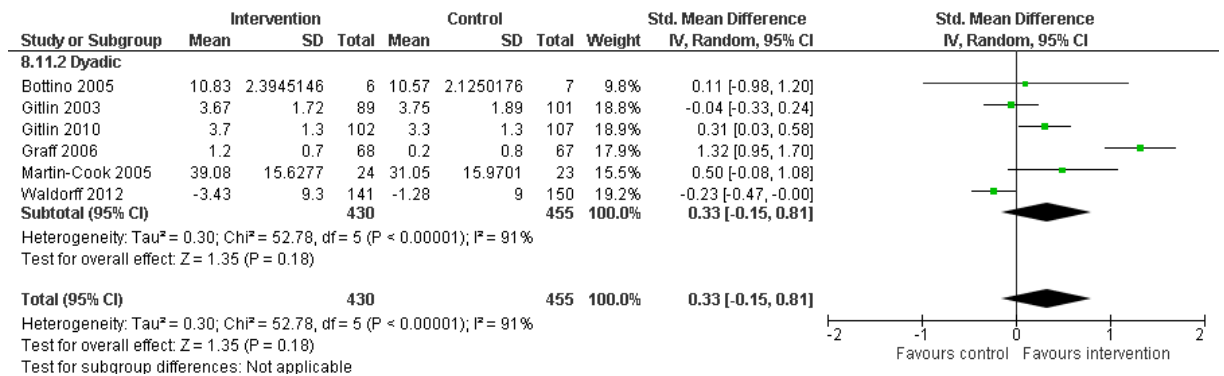 Intervention Control Std. Mean Difference Std. Mean Difference
Study or Subgroup Mean SD Total Mean SD Total Weight IV, Random, 95% CI IV, Random, 95% CI
8.11.2 Dyadic
Bottino 2005 10.83 2.3945146 6 10.57 2.1250176 7 9.8% 0.11 [-0.98, 1.20]
Gitlin 2003 3.67 1.72 89 3.75 1.89 101 18.8% -0.04 [-0.33, 0.24]
Gitlin 2010 3.7 1.3 102 3.3 1.3 107 18.9% 0.31 [0.03, 0.58]
Graff 2006 1.2 0.7 68 0.2 0.8 67 17.9% 1.32 [0.95, 1.70]
Martin-Cook 2005 39.08 15.6277 24 31.05 15.9701 23 15.5% 0.50 [-0.08, 1.08]
Waldorff 2012 -3.43 9.3 141 -1.28 9 150 19.2% -0.23 [-0.47, -0.00]
Subtotal (95% CI) 430 455 100.0% 0.33 [-0.15, 0.81]
Heterogeneity: Tau² = 0.30; Chi² = 52.78, df = 5 (P < 0.00001); I² = 91%
Test for overall effect: Z = 1.35 (P = 0.18)
Total (95% CI) 430 455 100.0% 0.33 [-0.15, 0.81]
Heterogeneity: Tau² = 0.30; Chi² = 52.78, df = 5 (P < 0.00001); I² = 91%
Test for overall effect: Z = 1.35 (P = 0.18)
Test for subgroup differences: Not applicable
-2 -1 0 1 2
Favours control Favours intervention